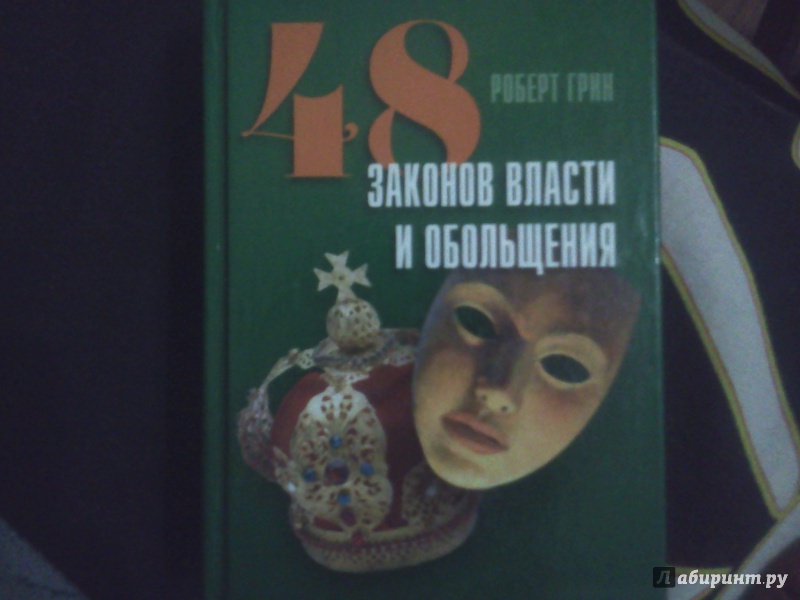 48
РОБЕРТ ГРИН
ЗАКОНОВ ВЛАСТИ
И ОБОЛЬЩЕНИЯ
Лабиринт.ру